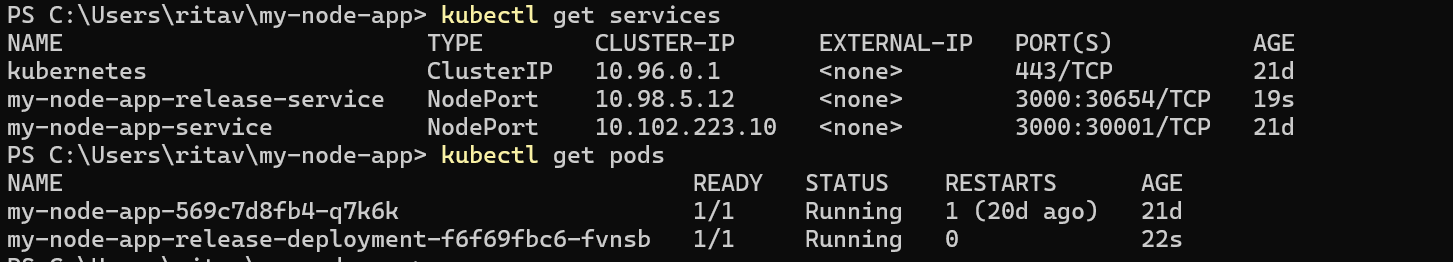 PS C:\Users\ritav\my-node-app> kubectl get services
NAME TYPE CLUSTER-IP EXTERNAL-IP PORT(S) AGE
kubernetes ClusterIP 10.96.0.1 <none> 443/TCP 21d
my-node-app-release-service NodePort 10.98.5.12 <none> 3000:30654/TCP 19s
my-node-app-service NodePort 10.102.223.10 <none> 3000:30001/TCP 21d
PS C:\Users\ritav\my-node-app> kubectl get pods
NAME READY STATUS RESTARTS AGE
my-node-app-569c7d8fb4-q7k6k 1/1 Running 1 (20d ago) 21d
my-node-app-release-deployment-f6f69fbc6-fvnsb 1/1 Running 0 22s